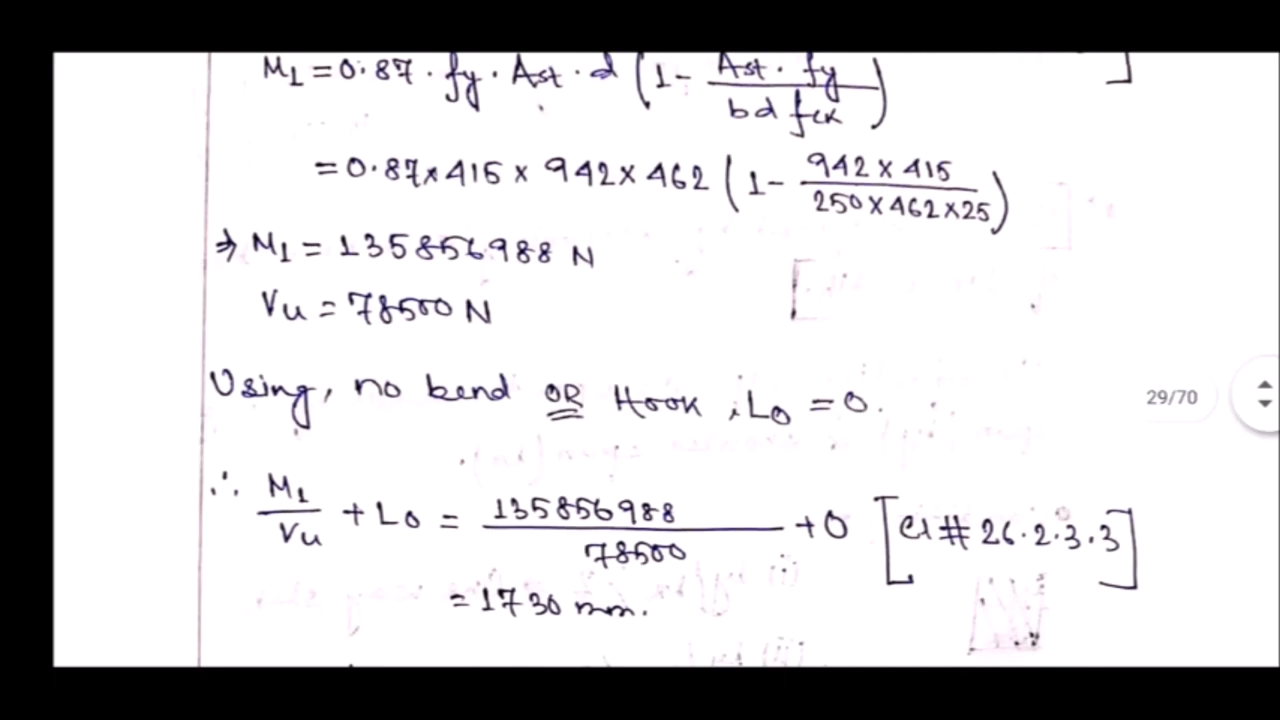 M1 = 0.87 · fy · Ast · d (1 - Ast · fy / bd fck) ]
= 0.87 × 415 × 942 × 462 (1 - 942 × 415 / 250 × 462 × 25)
⇒ M1 = 135856988 N
Vu = 78500 N
Using, no bend OR Hook, L0 = 0.
29/70
∴ M1 / Vu + L0 = 135856988 / 78500 + 0 [Cl # 26.2.3.3]
= 1730 mm.